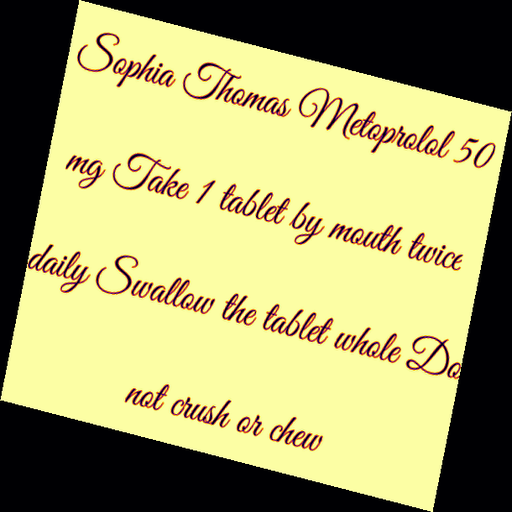 Sophia Thomas Metoprolol 50
mg Take 1 tablet by mouth twice
daily Swallow the tablet whole Do
not crush or chew